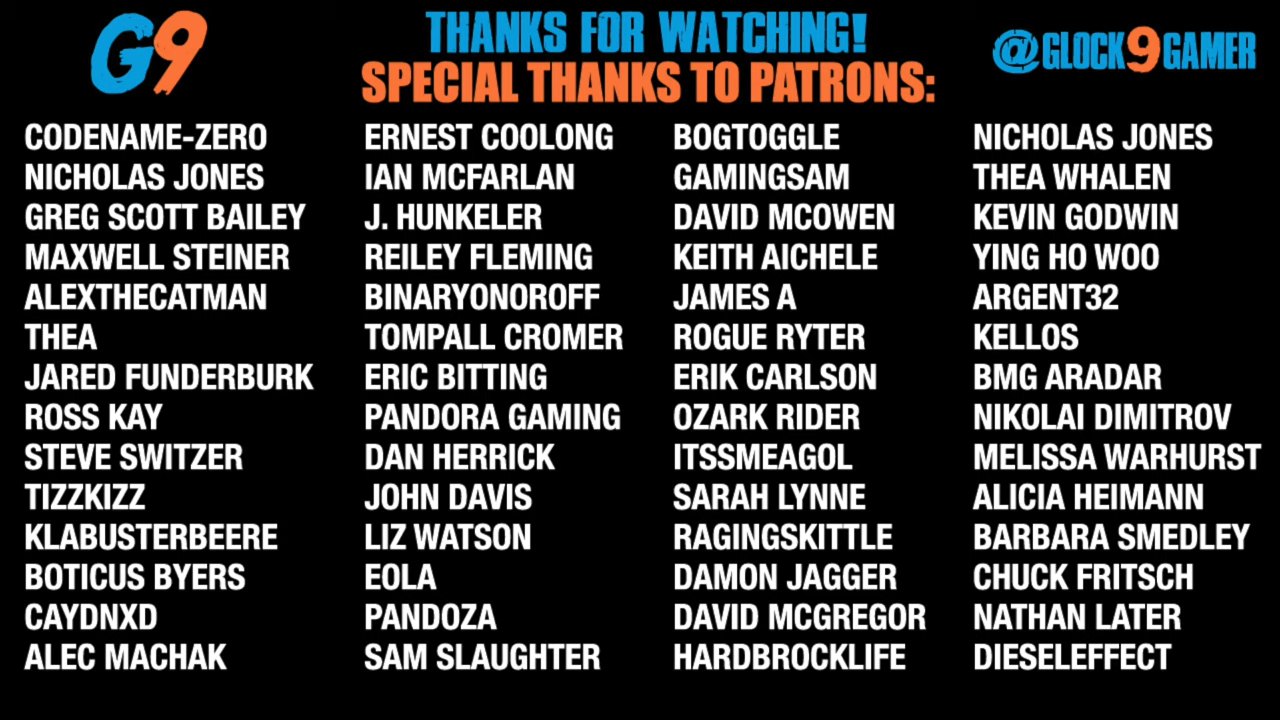 G9
THANKS FOR WATCHING!
SPECIAL THANKS TO PATRONS:
@GLOCK9GAMER
CODENAME-ZERO
NICHOLAS JONES
GREG SCOTT BAILEY
MAXWELL STEINER
ALEXTHECATMAN
THEA
JARED FUNDERBURK
ROSS KAY
STEVE SWITZER
TIZZKIZZ
KLABUSTERBEERE
BOTICUS BYERS
CAYDNXD
ALEC MACHAK
ERNEST COOLONG
IAN MCFARLAN
J. HUNKELER
REILEY FLEMING
BINARYONOROFF
TOMPALL CROMER
ERIC BITTING
PANDORA GAMING
DAN HERRICK
JOHN DAVIS
LIZ WATSON
EOLA
PANDOZA
SAM SLAUGHTER
BOGTOGGLE
GAMINGSAM
DAVID MCOWEN
KEITH AICHELE
JAMES A
ROGUE RYTER
ERIK CARLSON
OZARK RIDER
ITSSMEAGOL
SARAH LYNNE
RAGINGSKITTLE
DAMON JAGGER
DAVID MCGREGOR
HARDBROCKLIFE
NICHOLAS JONES
THEA WHALEN
KEVIN GODWIN
YING HO WOO
ARGENT32
KELLOS
BMG ARADAR
NIKOLAI DIMITROV
MELISSA WARHURST
ALICIA HEIMANN
BARBARA SMEDLEY
CHUCK FRITSCH
NATHAN LATER
DIESELEFFECT